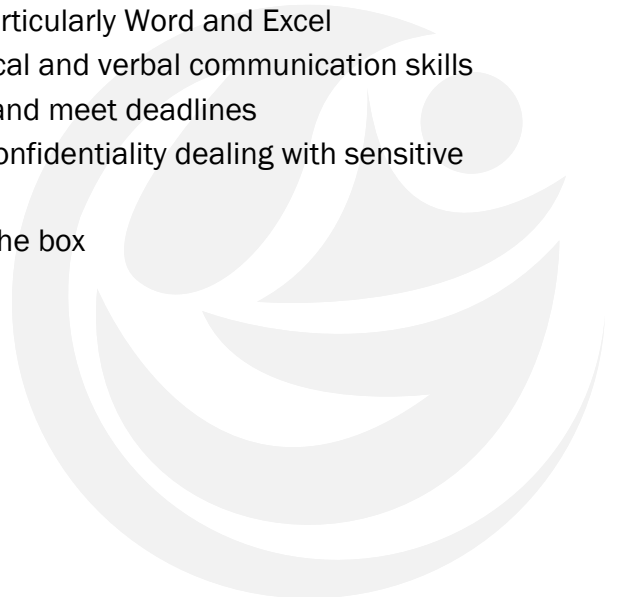 rticularly Word and Excel
cal and verbal communication skills
and meet deadlines
onfidentiality dealing with sensitive
he box